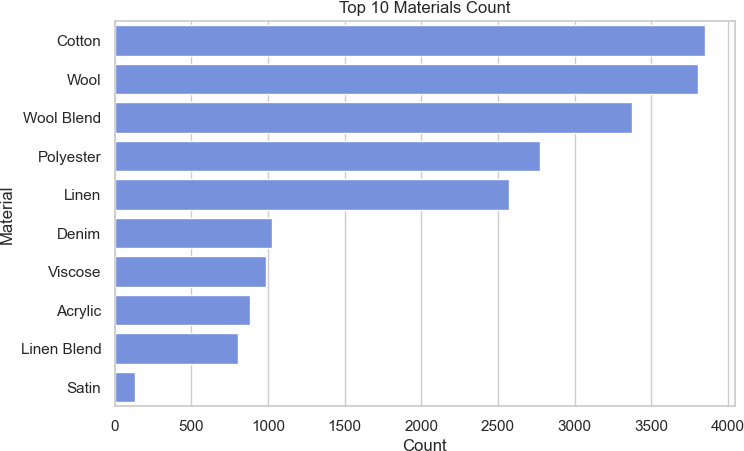 Top 10 Materials Count
Material
Cotton
Wool
Wool Blend
Polyester
Linen
Denim
Viscose
Acrylic
Linen Blend
Satin
0 500 1000 1500 2000 2500 3000 3500 4000
Count